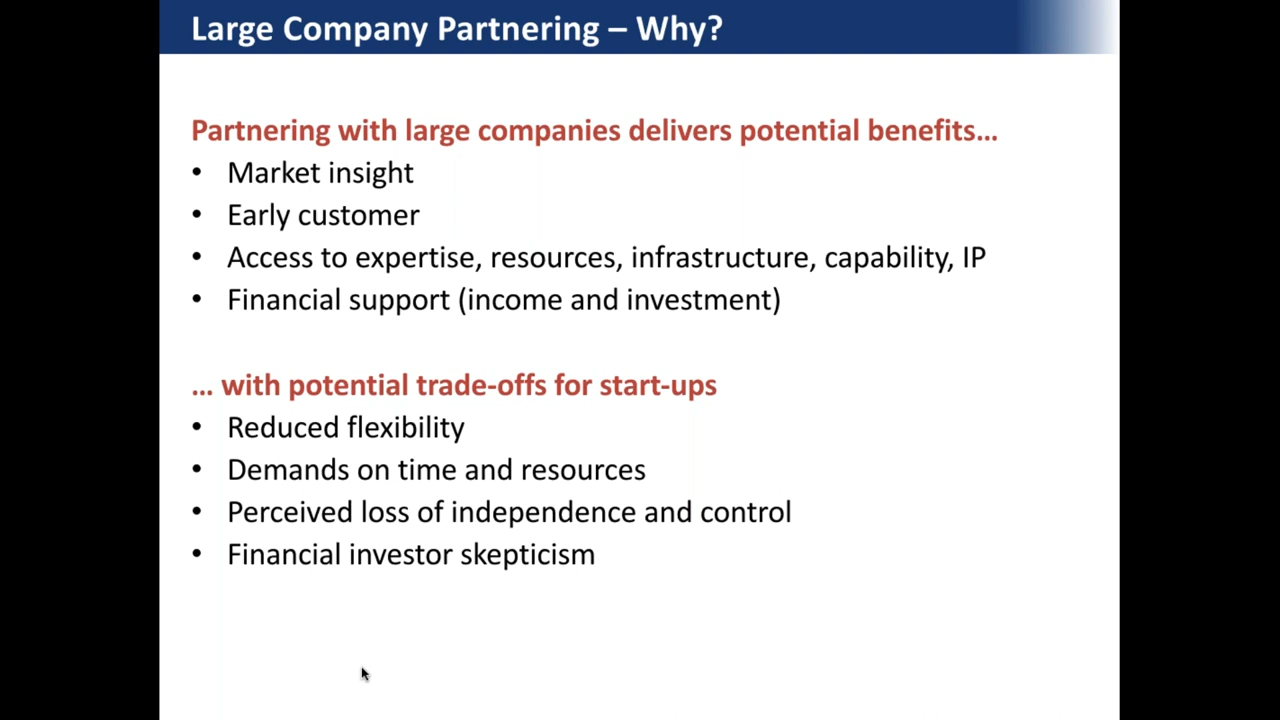 Large Company Partnering – Why?
Partnering with large companies delivers potential benefits…
• Market insight
• Early customer
• Access to expertise, resources, infrastructure, capability, IP
• Financial support (income and investment)
… with potential trade-offs for start-ups
• Reduced flexibility
• Demands on time and resources
• Perceived loss of independence and control
• Financial investor skepticism